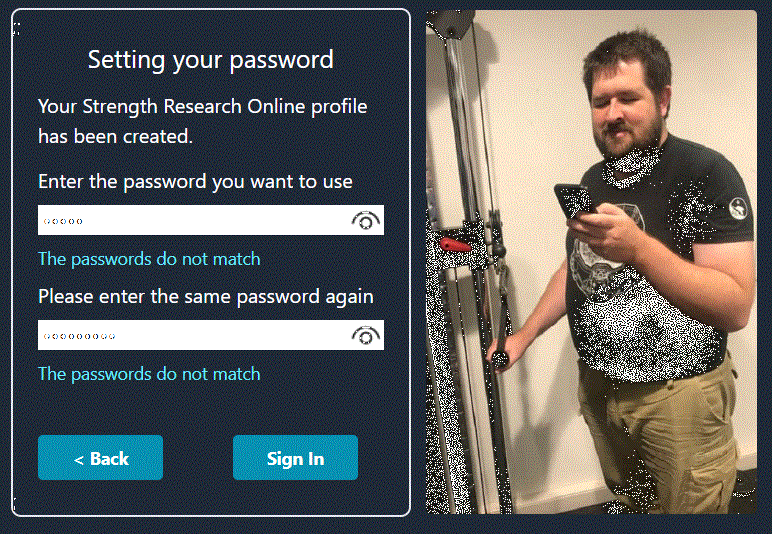 Setting your password
Your Strength Research Online profile
has been created.
Enter the password you want to use
The passwords do not match
Please enter the same password again
The passwords do not match
< Back
Sign In